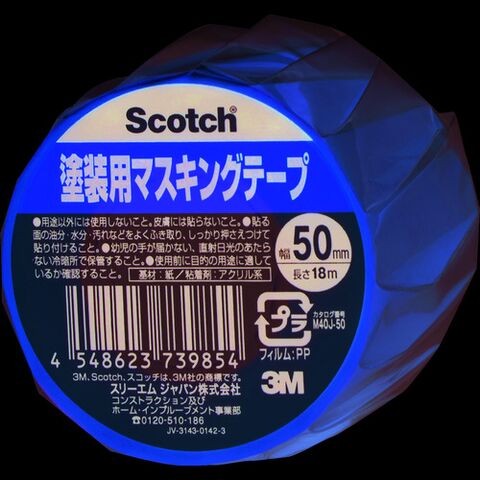 Scotch®
塗装用マスキングテープ
●用途以外には使用しないこと。皮膚には貼らないこと。●貼る
面の油分・水分・汚れなどをよくふき取り、しっかり押さえつけて
貼り付けること。●幼児の手が届かない、直射日光のあたら
ない冷暗所で保管すること。●使用前に目的の用途に適して
いるか確認すること。
基材:紙/粘着剤:アクリル系
幅50mm
長さ18m
プラ
カタログ番号
M40J-50
フィルム:PP
4 548623 739854
3M
3M、Scotch、スコッチは、3M社の商標です。
スリーエム ジャパン株式会社
コンストラクション及び
ホーム・インプルーブメント事業部
☎0120-510-186
JV-3143-0142-3